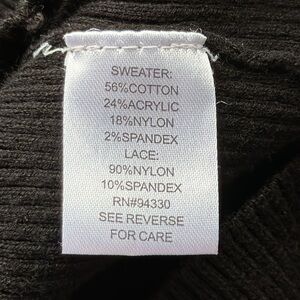 SWEATER:
56%COTTON
24%ACRYLIC
18%NYLON
2%SPANDEX
LACE:
90%NYLON
10%SPANDEX
RN#94330
SEE REVERSE
FOR CARE